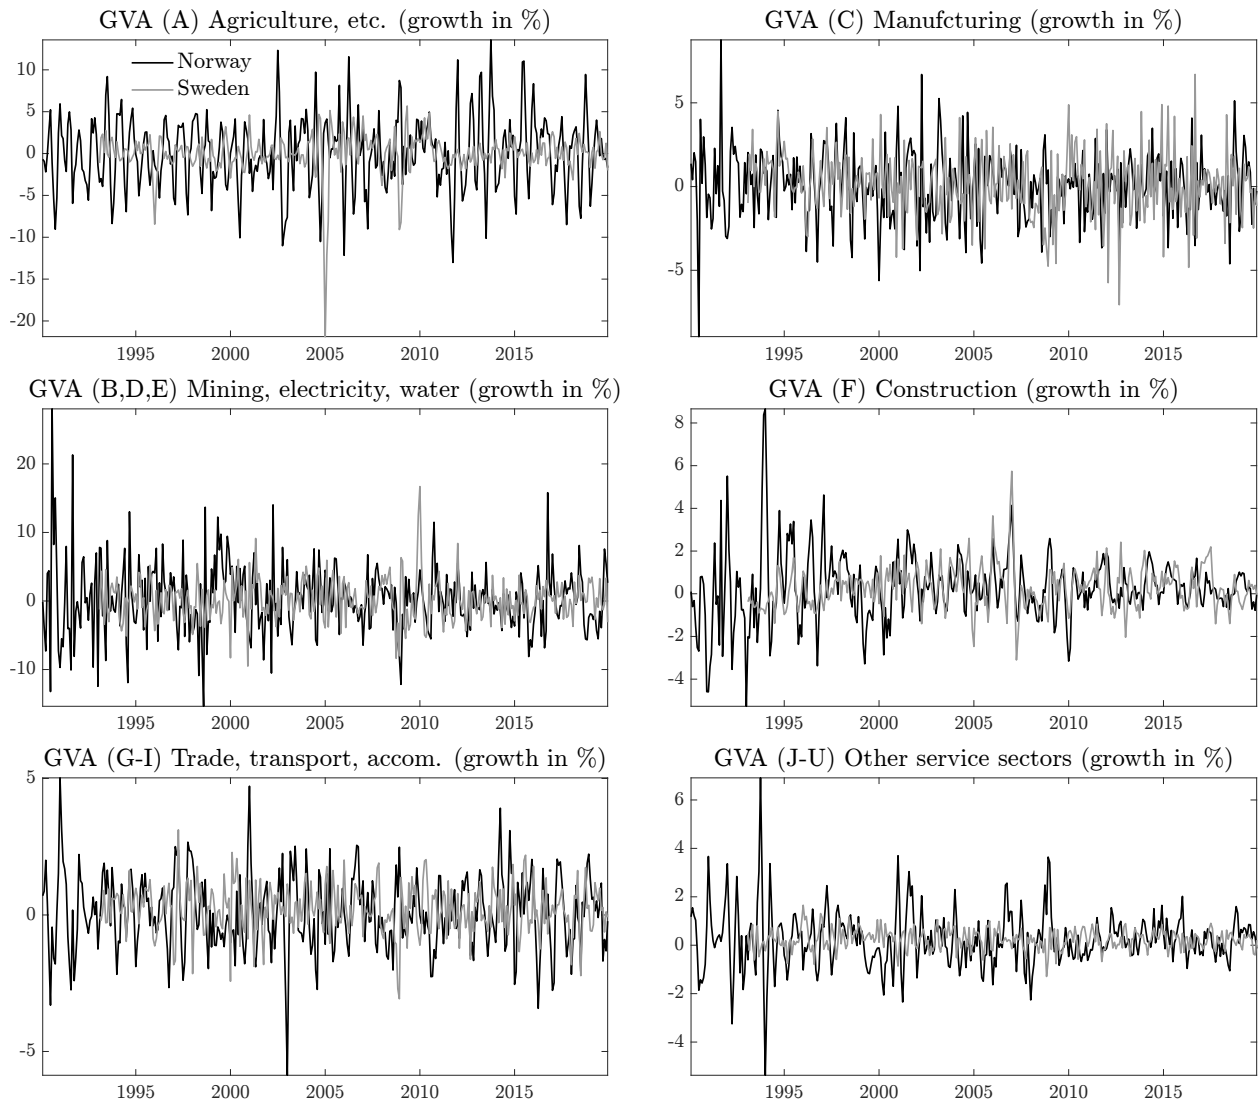 GVA (A) Agriculture, etc. (growth in %)
Norway
Sweden
10
5
0
-5
-10
-15
-20
1995 2000 2005 2010 2015
GVA (C) Manufcturing (growth in %)
5
0
-5
1995 2000 2005 2010 2015
GVA (B,D,E) Mining, electricity, water (growth in %)
20
10
0
-10
1995 2000 2005 2010 2015
GVA (F) Construction (growth in %)
8
6
4
2
0
-2
-4
1995 2000 2005 2010 2015
GVA (G-I) Trade, transport, accom. (growth in %)
5
0
-5
1995 2000 2005 2010 2015
GVA (J-U) Other service sectors (growth in %)
6
4
2
0
-2
-4
1995 2000 2005 2010 2015